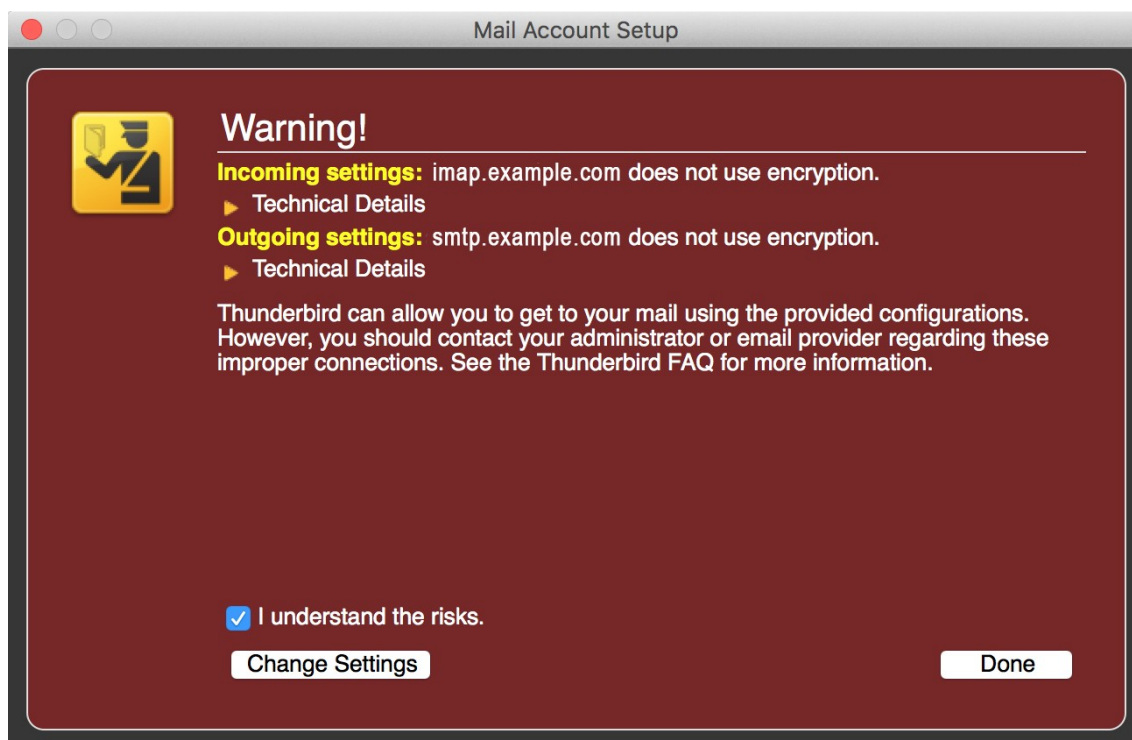 Mail Account Setup
Warning!
Incoming settings: imap.example.com does not use encryption.
Technical Details
Outgoing settings: smtp.example.com does not use encryption.
Technical Details
Thunderbird can allow you to get to your mail using the provided configurations.
However, you should contact your administrator or email provider regarding these
improper connections. See the Thunderbird FAQ for more information.
I understand the risks.
Change Settings
Done